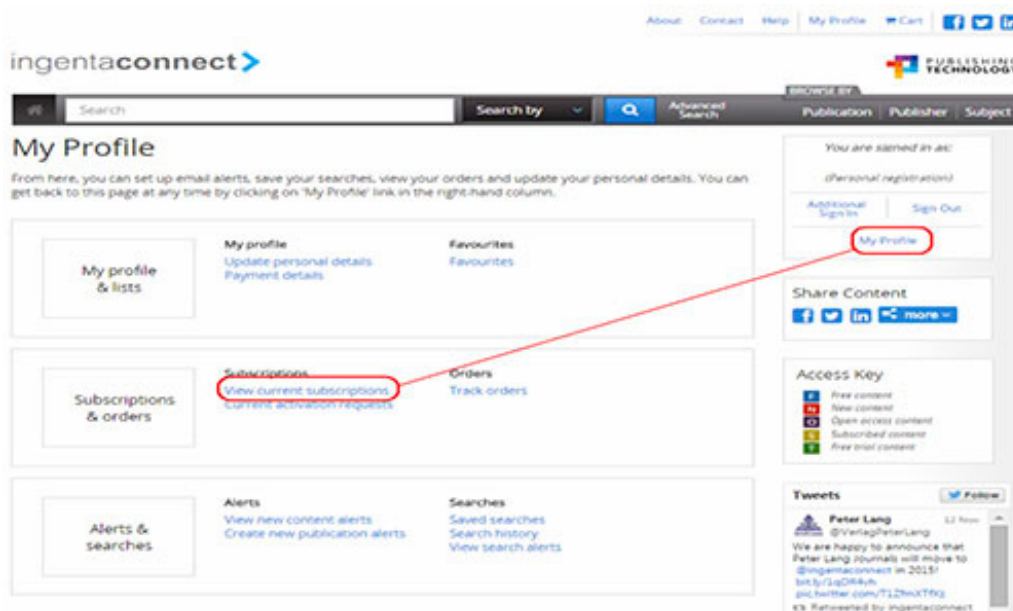 About Contact Help My Profile Cart
ingentaconnect
PUBLISHING
TECHNOLOGY
BROWSE BY
Search
Search by
Advanced
Search
Publication Publisher Subject
My Profile
From here, you can set up email alerts, save your searches, view your orders and update your personal details. You can
get back to this page at any time by clicking on 'My Profile' link in the right-hand column.
My profile
& lists
My profile
Update personal details
Payment details
Favourites
Favourites
Subscriptions
& orders
Subscriptions
View current subscriptions
Current activation requests
Orders
Track orders
Alerts &
searches
Alerts
View new content alerts
Create new publication alerts
Searches
Saved searches
Search history
View search alerts
You are signed in as:
(Personal registration)
Additional
Sign In
Sign Out
My Profile
Share Content
more
Access Key
F Free content
N New content
O Open access content
S Subscribed content
T Free trial content
Tweets
Follow
Peter Lang
@VerlagPeterLang
We are happy to announce that
Peter Lang Journals will move to
@ingentaconnect in 2015!
Retweeted by ingentaconnect